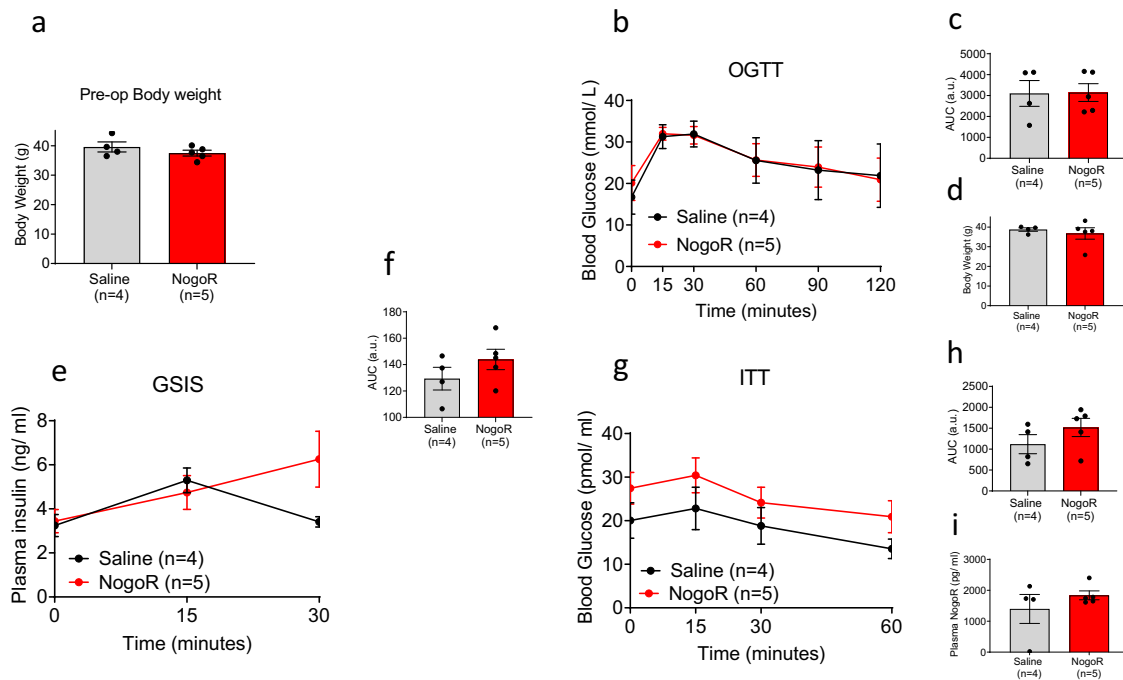 a
Pre-op Body weight
Body Weight (g)
40
30
20
10
0
Saline
(n=4)
NogoR
(n=5)
b
OGTT
Blood Glucose (mmol/ L)
40
30
20
10
0
Saline (n=4)
NogoR (n=5)
0
15
30
60
90
120
Time (minutes)
c
AUC (a.u.)
5000
4000
3000
2000
1000
0
Saline
(n=4)
NogoR
(n=5)
d
Body Weight (g)
40
30
20
10
0
Saline
(n=4)
NogoR
(n=5)
e
GSIS
Plasma insulin (ng/ ml)
8
6
4
2
0
Saline (n=4)
NogoR (n=5)
0
15
30
Time (minutes)
f
AUC (a.u.)
180
160
140
120
100
Saline
(n=4)
NogoR
(n=5)
g
ITT
Blood Glucose (pmol/ ml)
40
30
20
10
0
Saline (n=4)
NogoR (n=5)
0
15
30
60
Time (minutes)
h
AUC (a.u.)
2500
2000
1500
1000
500
0
Saline
(n=4)
NogoR
(n=5)
i
Plasma NogoR (pg/ ml)
3000
2000
1000
0
Saline
(n=4)
NogoR
(n=5)